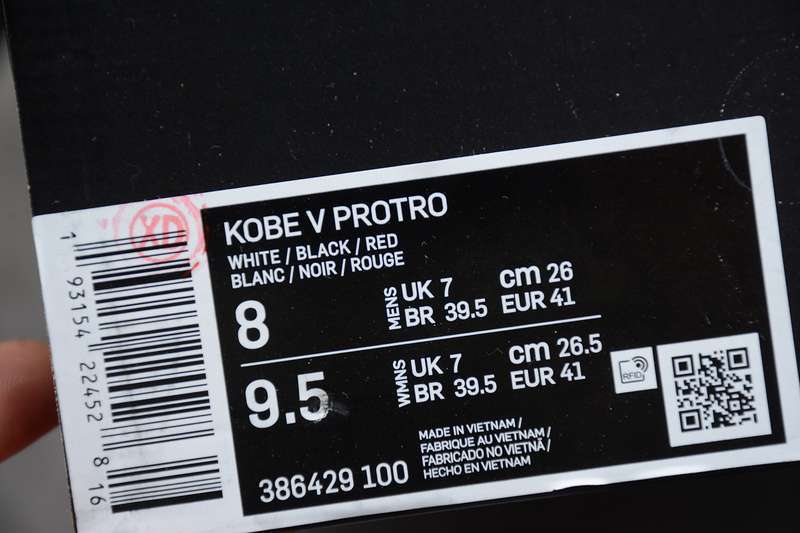 XD
KOBE V PROTRO
WHITE / BLACK / RED
BLANC / NOIR / ROUGE
8
MENS
UK 7
BR 39.5
cm 26
EUR 41
9.5
WMNS
UK 7
BR 39.5
cm 26.5
EUR 41
RFID
MADE IN VIETNAM /
FABRIQUE AU VIETNAM /
FABRICADO NO VIETNÃ /
HECHO EN VIETNAM
386429 100
1 93154 22452 8 16